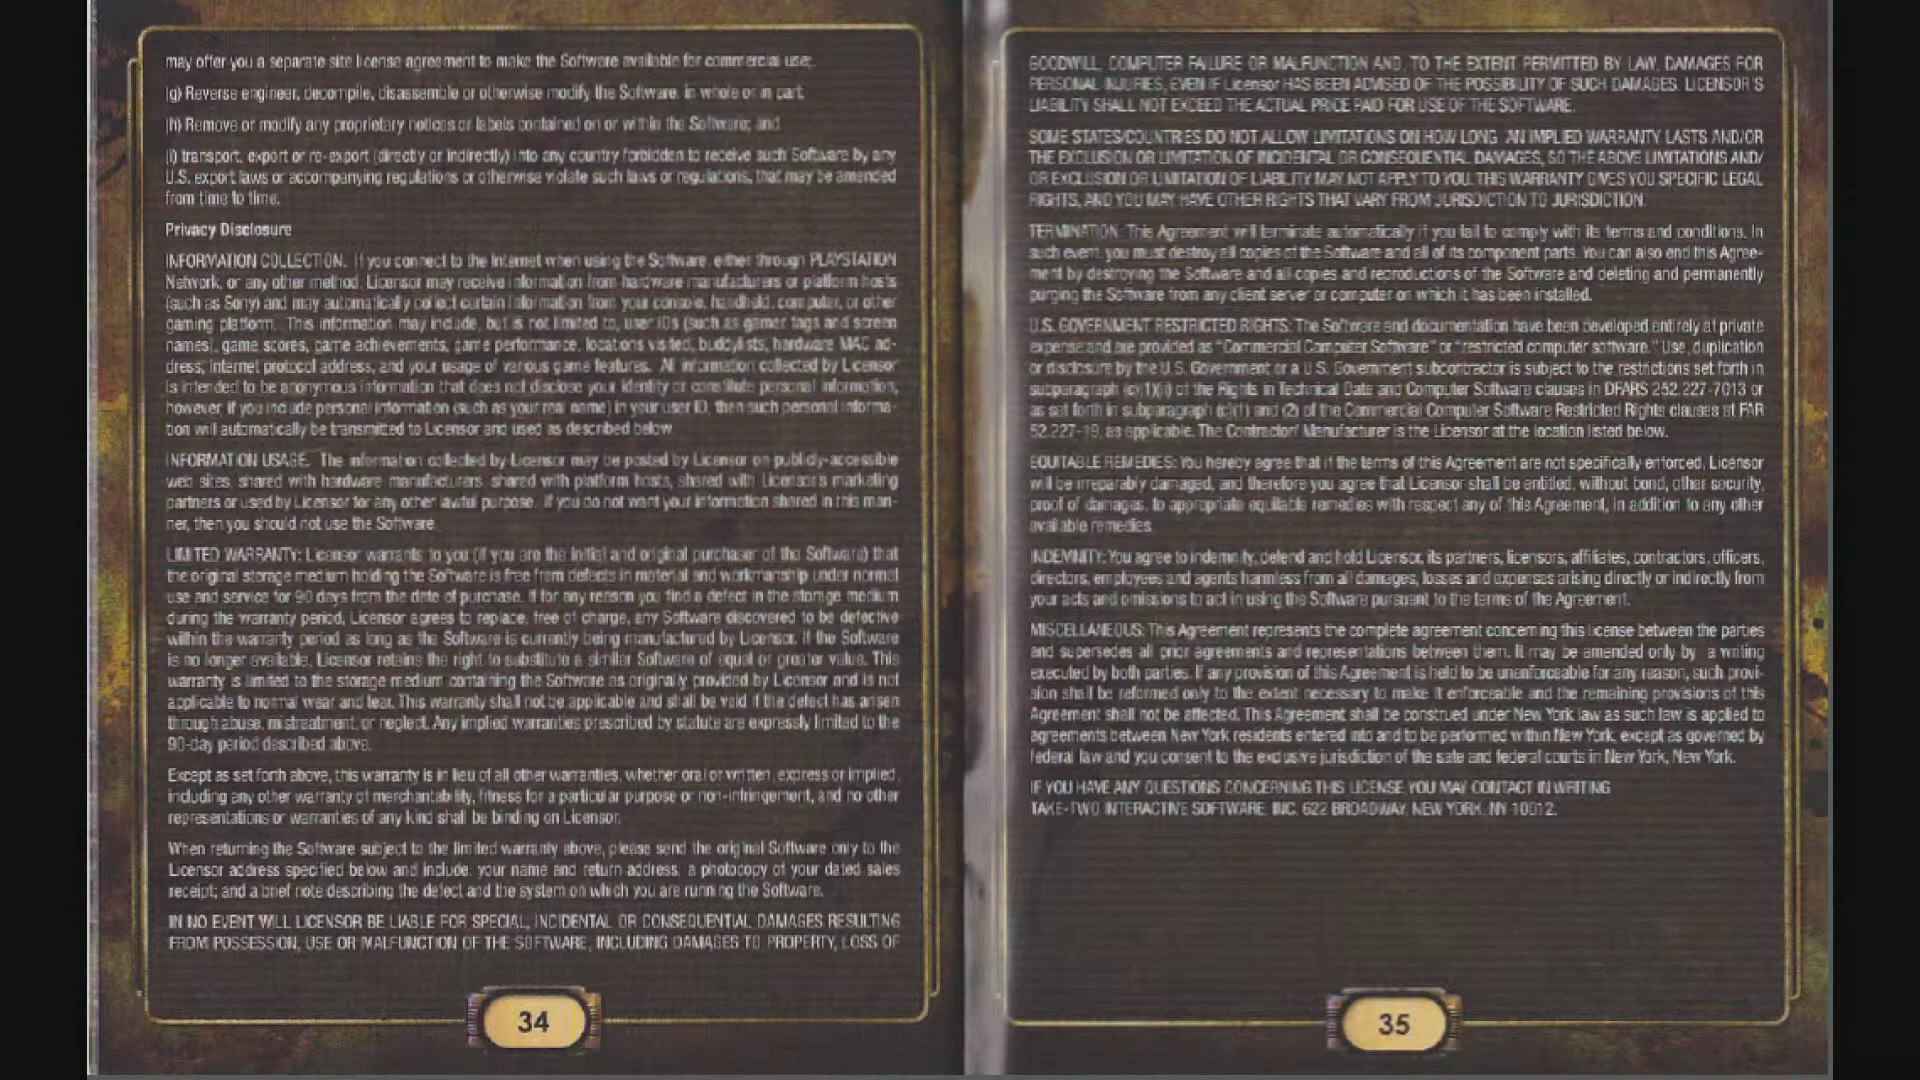 may offer you a separate site license agreement to make the Software available for commercial use;
(g) Reverse engineer, decompile, disassemble or otherwise modify the Software, in whole or in part;
(h) Remove or modify any proprietary notices or labels contained on or within the Software; and
(i) transport, export or re-export (directly or indirectly) into any country forbidden to receive such Software by any
U.S. export laws or accompanying regulations or otherwise violate such laws or regulations, that may be amended
from time to time.
Privacy Disclosure
INFORMATION COLLECTION. If you connect to the Internet when using the Software, either through PLAYSTATION
Network, or any other method, Licensor may receive information from hardware manufacturers or platform hosts
(such as Sony) and may automatically collect certain information from your console, handheld, computer, or other
gaming platform. This information may include, but is not limited to, user IDs (such as gamer tags and screen
names), game scores, game achievements, game performance, locations visited, buddylists, hardware MAC ad-
dress, internet protocol address, and your usage of various game features. All information collected by Licensor
is intended to be anonymous information that does not disclose your identity or constitute personal information,
however, if you include personal information (such as your real name) in your user ID, then such personal informa-
tion will automatically be transmitted to Licensor and used as described below
INFORMATION USAGE. The information collected by Licensor may be posted by Licensor on publicly-accessible
web sites, shared with hardware manufacturers, shared with platform hosts, shared with Licensor's marketing
partners or used by Licensor for any other lawful purpose. If you do not want your information shared in this man-
ner, then you should not use the Software.
LIMITED WARRANTY: Licensor warrants to you (if you are the initial and original purchaser of the Software) that
the original storage medium holding the Software is free from defects in material and workmanship under normal
use and service for 90 days from the date of purchase. If for any reason you find a defect in the storage medium
during the warranty period, Licensor agrees to replace, free of charge, any Software discovered to be defective
within the warranty period as long as the Software is currently being manufactured by Licensor. If the Software
is no longer available, Licensor retains the right to substitute a similar Software of equal or greater value. This
warranty is limited to the storage medium containing the Software as originally provided by Licensor and is not
applicable to normal wear and tear. This warranty shall not be applicable and shall be void if the defect has arisen
through abuse, mistreatment, or neglect. Any implied warranties prescribed by statute are expressly limited to the
90-day period described above.
Except as set forth above, this warranty is in lieu of all other warranties, whether oral or written, express or implied,
including any other warranty of merchantability, fitness for a particular purpose or non-infringement, and no other
representations or warranties of any kind shall be binding on Licensor.
When returning the Software subject to the limited warranty above, please send the original Software only to the
Licensor address specified below and include: your name and return address; a photocopy of your dated sales
receipt; and a brief note describing the defect and the system on which you are running the Software.
IN NO EVENT WILL LICENSOR BE LIABLE FOR SPECIAL, INCIDENTAL OR CONSEQUENTIAL DAMAGES RESULTING
FROM POSSESSION, USE OR MALFUNCTION OF THE SOFTWARE, INCLUDING DAMAGES TO PROPERTY, LOSS OF
34
GOODWILL, COMPUTER FAILURE OR MALFUNCTION AND, TO THE EXTENT PERMITTED BY LAW, DAMAGES FOR
PERSONAL INJURIES, EVEN IF Licensor HAS BEEN ADVISED OF THE POSSIBILITY OF SUCH DAMAGES. LICENSOR'S
LIABILITY SHALL NOT EXCEED THE ACTUAL PRICE PAID FOR USE OF THE SOFTWARE.
SOME STATES/COUNTRIES DO NOT ALLOW LIMITATIONS ON HOW LONG AN IMPLIED WARRANTY LASTS AND/OR
THE EXCLUSION OR LIMITATION OF INCIDENTAL OR CONSEQUENTIAL DAMAGES, SO THE ABOVE LIMITATIONS AND/
OR EXCLUSION OR LIMITATION OF LIABILITY MAY NOT APPLY TO YOU. THIS WARRANTY GIVES YOU SPECIFIC LEGAL
RIGHTS, AND YOU MAY HAVE OTHER RIGHTS THAT VARY FROM JURISDICTION TO JURISDICTION.
TERMINATION: This Agreement will terminate automatically if you fail to comply with its terms and conditions. In
such event, you must destroy all copies of the Software and all of its component parts. You can also end this Agree-
ment by destroying the Software and all copies and reproductions of the Software and deleting and permanently
purging the Software from any client server or computer on which it has been installed.
U.S. GOVERNMENT RESTRICTED RIGHTS: The Software and documentation have been developed entirely at private
expense and are provided as "Commercial Computer Software" or "restricted computer software." Use, duplication
or disclosure by the U.S. Government or a U.S. Government subcontractor is subject to the restrictions set forth in
subparagraph (c)(1)(ii) of the Rights in Technical Data and Computer Software clauses in DFARS 252.227-7013 or
as set forth in subparagraph (c)(1) and (2) of the Commercial Computer Software Restricted Rights clauses at FAR
52.227-19, as applicable. The Contractor/ Manufacturer is the Licensor at the location listed below.
EQUITABLE REMEDIES: You hereby agree that if the terms of this Agreement are not specifically enforced, Licensor
will be irreparably damaged, and therefore you agree that Licensor shall be entitled, without bond, other security,
proof of damages, to appropriate equitable remedies with respect any of this Agreement, in addition to any other
available remedies.
INDEMNITY: You agree to indemnify, defend and hold Licensor, its partners, licensors, affiliates, contractors, officers,
directors, employees and agents harmless from all damages, losses and expenses arising directly or indirectly from
your acts and omissions to act in using the Software pursuant to the terms of the Agreement.
MISCELLANEOUS: This Agreement represents the complete agreement concerning this license between the parties
and supersedes all prior agreements and representations between them. It may be amended only by a writing
executed by both parties. If any provision of this Agreement is held to be unenforceable for any reason, such provi-
sion shall be reformed only to the extent necessary to make it enforceable and the remaining provisions of this
Agreement shall not be affected. This Agreement shall be construed under New York law as such law is applied to
agreements between New York residents entered into and to be performed within New York, except as governed by
federal law and you consent to the exclusive jurisdiction of the sate and federal courts in New York, New York.
IF YOU HAVE ANY QUESTIONS CONCERNING THIS LICENSE, YOU MAY CONTACT IN WRITING
TAKE-TWO INTERACTIVE SOFTWARE, INC. 622 BROADWAY, NEW YORK, NY 10012.
35